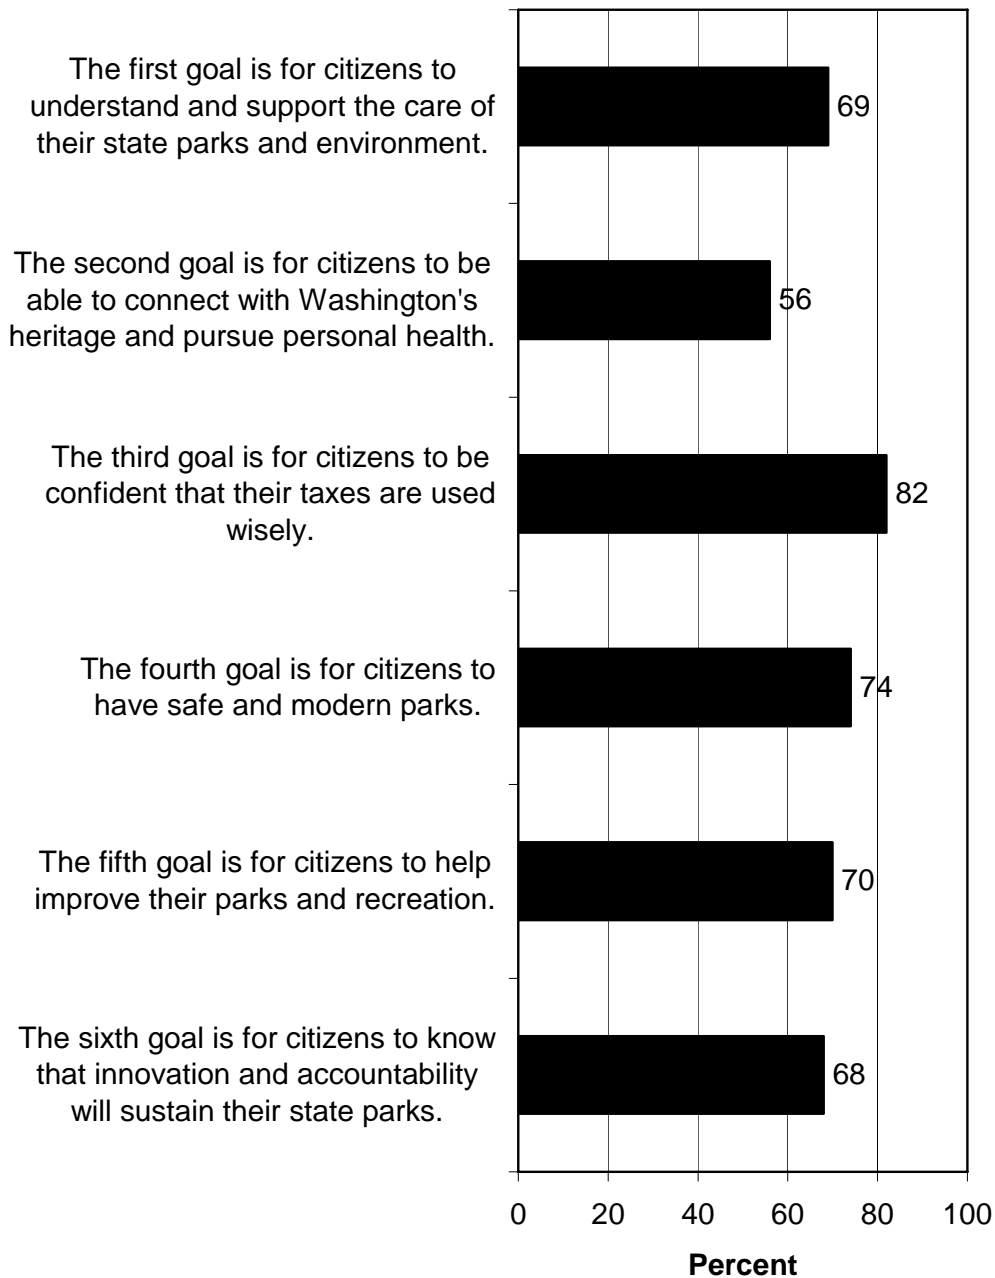 The first goal is for citizens to
understand and support the care of
their state parks and environment.
69
The second goal is for citizens to be
able to connect with Washington's
heritage and pursue personal health.
56
The third goal is for citizens to be
confident that their taxes are used
wisely.
82
The fourth goal is for citizens to
have safe and modern parks.
74
The fifth goal is for citizens to help
improve their parks and recreation.
70
The sixth goal is for citizens to know
that innovation and accountability
will sustain their state parks.
68
0 20 40 60 80 100
Percent